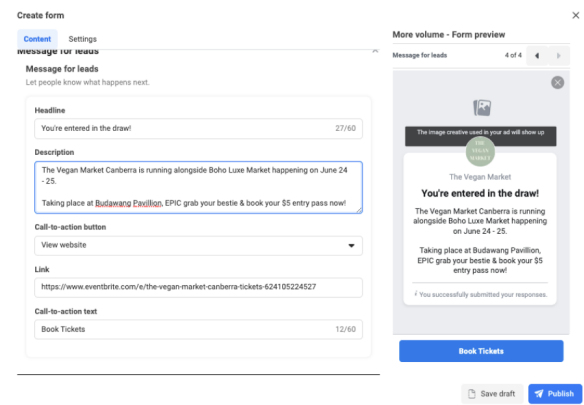 Create form
Content
Settings
Message for leads
Message for leads
Let people know what happens next.
Headline
You're entered in the draw!
27/60
Description
The Vegan Market Canberra is running alongside Boho Luxe Market happening on June 24
- 25.
Taking place at Budawang Pavillion, EPIC grab your bestie & book your $5 entry pass now!
Call-to-action button
View website
Link
https://www.eventbrite.com/e/the-vegan-market-canberra-tickets-624105224527
Call-to-action text
Book Tickets
12/60
More volume - Form preview
Message for leads
4 of 4
The image creative used in your ad will show up
THE
VEGAN
MARKET
The Vegan Market
You're entered in the draw!
The Vegan Market Canberra is running
alongside Boho Luxe Market happening
on June 24 - 25.
Taking place at Budawang Pavillion,
EPIC grab your bestie & book your $5
entry pass now!
You successfully submitted your responses.
Book Tickets
Save draft
Publish